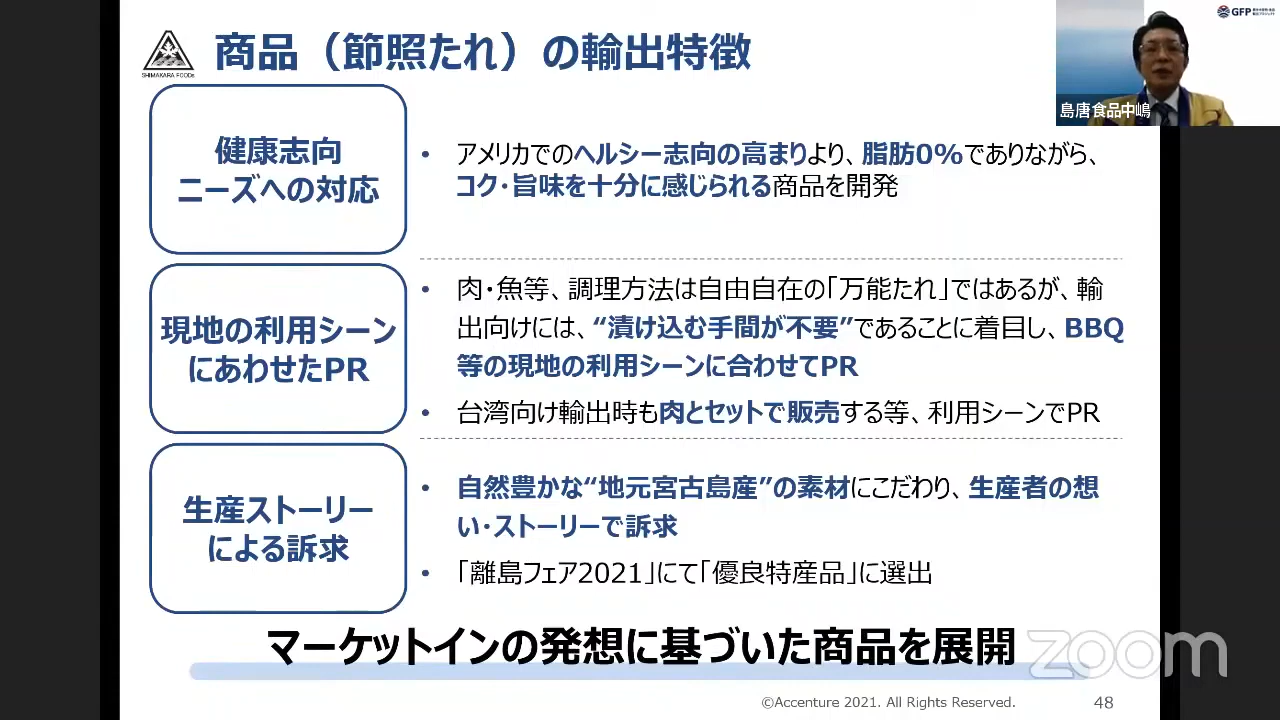 GFP
SHIMAKARA FOODs
商品（節照たれ）の輸出特徴
島唐食品中嶋
健康志向
ニーズへの対応
• アメリカでのヘルシー志向の高まりより、脂肪0%でありながら、
コク・旨味を十分に感じられる商品を開発
現地の利用シーン
にあわせたPR
• 肉・魚等、調理方法は自由自在の「万能たれ」ではあるが、輸
出向けには、“漬け込む手間が不要”であることに着目し、BBQ
等の現地の利用シーンに合わせてPR
• 台湾向け輸出時も肉とセットで販売する等、利用シーンでPR
生産ストーリー
による訴求
• 自然豊かな“地元宮古島産”の素材にこだわり、生産者の想
い・ストーリーで訴求
• 「離島フェア2021」にて「優良特産品」に選出
マーケットインの発想に基づいた商品を展開
zoom
©Accenture 2021. All Rights Reserved.
48